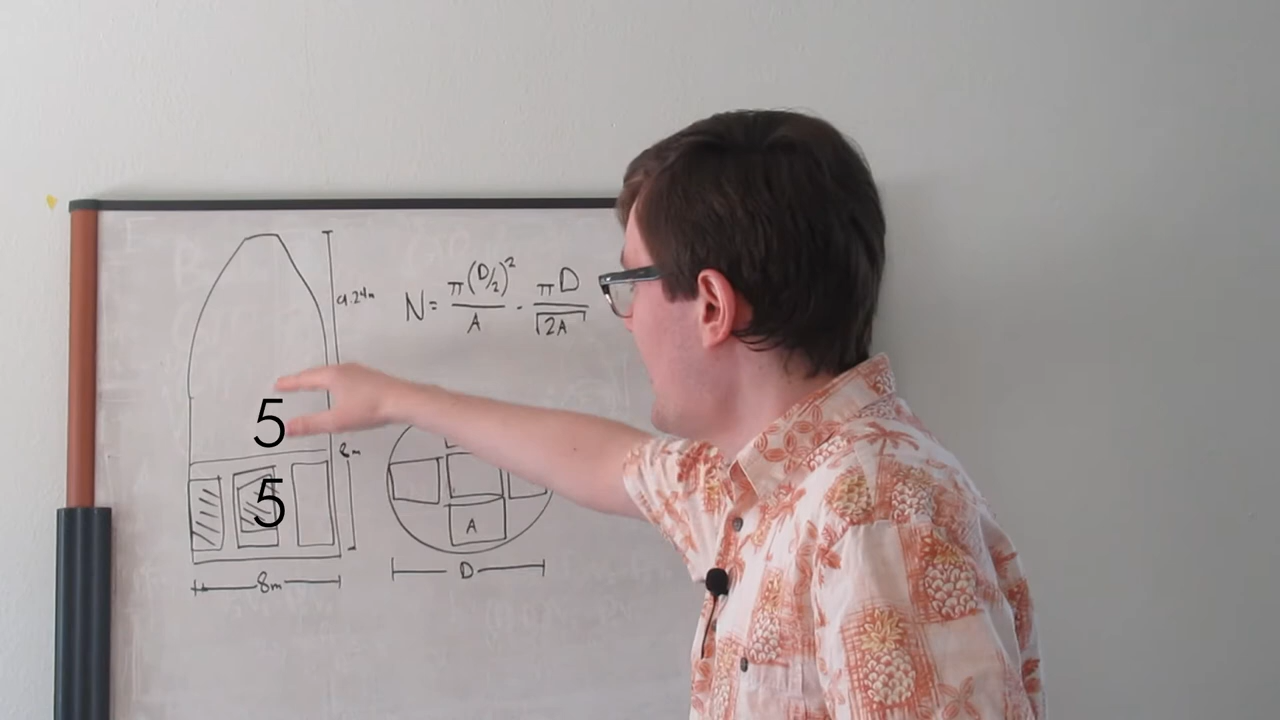 9.24m
N = π(D/2)² / A - πD / √2A
5
8m
5
A
8m
D